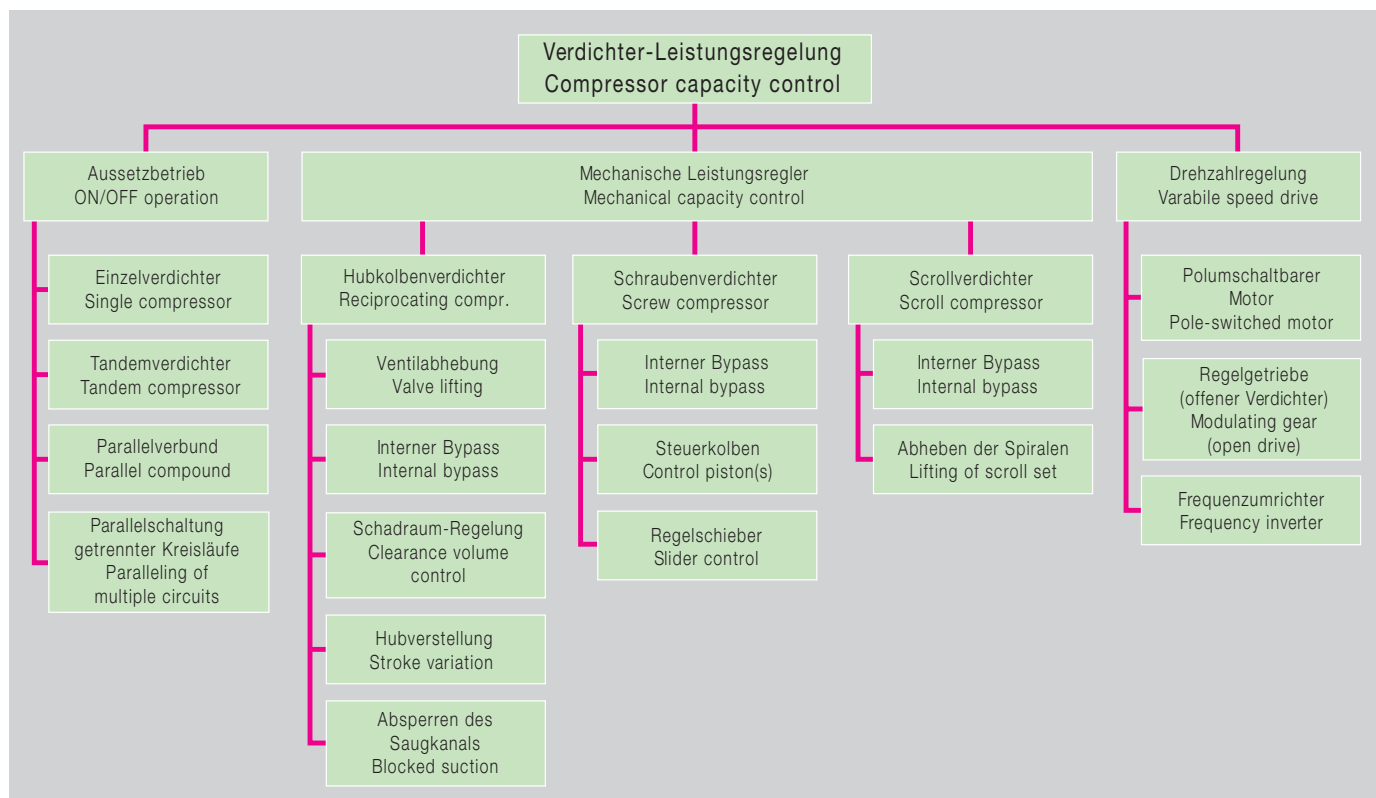 Verdichter-Leistungsregelung
Compressor capacity control
Aussetzbetrieb
ON/OFF operation
Einzelverdichter
Single compressor
Tandemverdichter
Tandem compressor
Parallelverbund
Parallel compound
Parallelschaltung
getrennter Kreisläufe
Paralleling of
multiple circuits
Mechanische Leistungsregler
Mechanical capacity control
Hubkolbenverdichter
Reciprocating compr.
Ventilabhebung
Valve lifting
Interner Bypass
Internal bypass
Schadraum-Regelung
Clearance volume
control
Hubverstellung
Stroke variation
Absperren des
Saugkanals
Blocked suction
Schraubenverdichter
Screw compressor
Interner Bypass
Internal bypass
Steuerkolben
Control piston(s)
Regelschieber
Slider control
Scrollverdichter
Scroll compressor
Interner Bypass
Internal bypass
Abheben der Spiralen
Lifting of scroll set
Drehzahlregelung
Varabile speed drive
Polumschaltbarer
Motor
Pole-switched motor
Regelgetriebe
(offener Verdichter)
Modulating gear
(open drive)
Frequenzumrichter
Frequency inverter